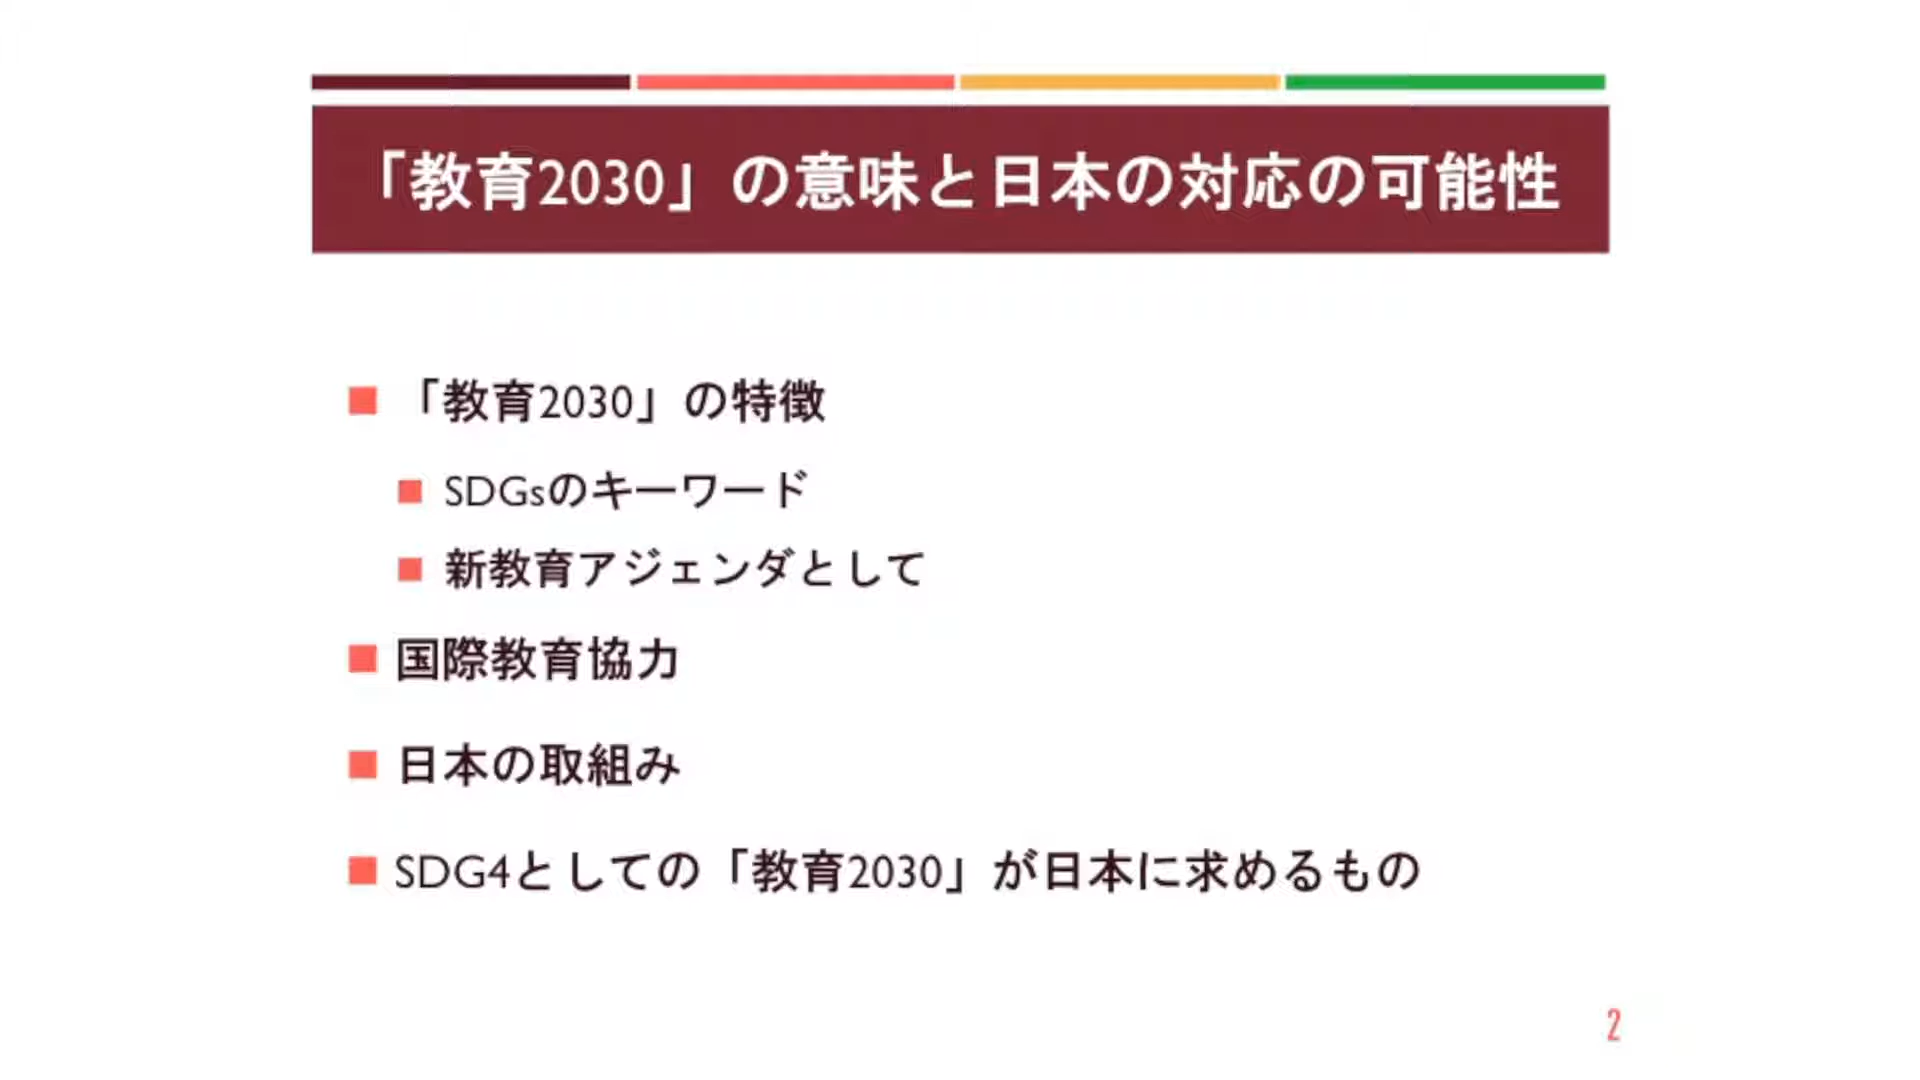 「教育2030」の意味と日本の対応の可能性
「教育2030」の特徴
SDGsのキーワード
新教育アジェンダとして
国際教育協力
日本の取組み
SDG4としての「教育2030」が日本に求めるもの
2